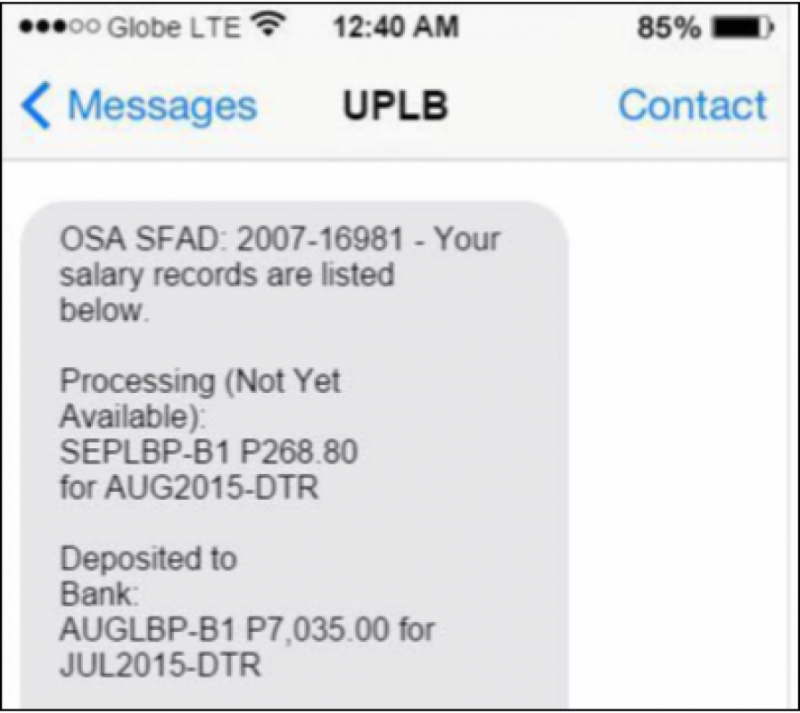 Globe LTE 12:40 AM 85%
Messages UPLB Contact
OSA SFAD: 2007-16981 - Your
salary records are listed
below.
Processing (Not Yet
Available):
SEPLBP-B1 P268.80
for AUG2015-DTR
Deposited to
Bank:
AUGLBP-B1 P7,035.00 for
JUL2015-DTR